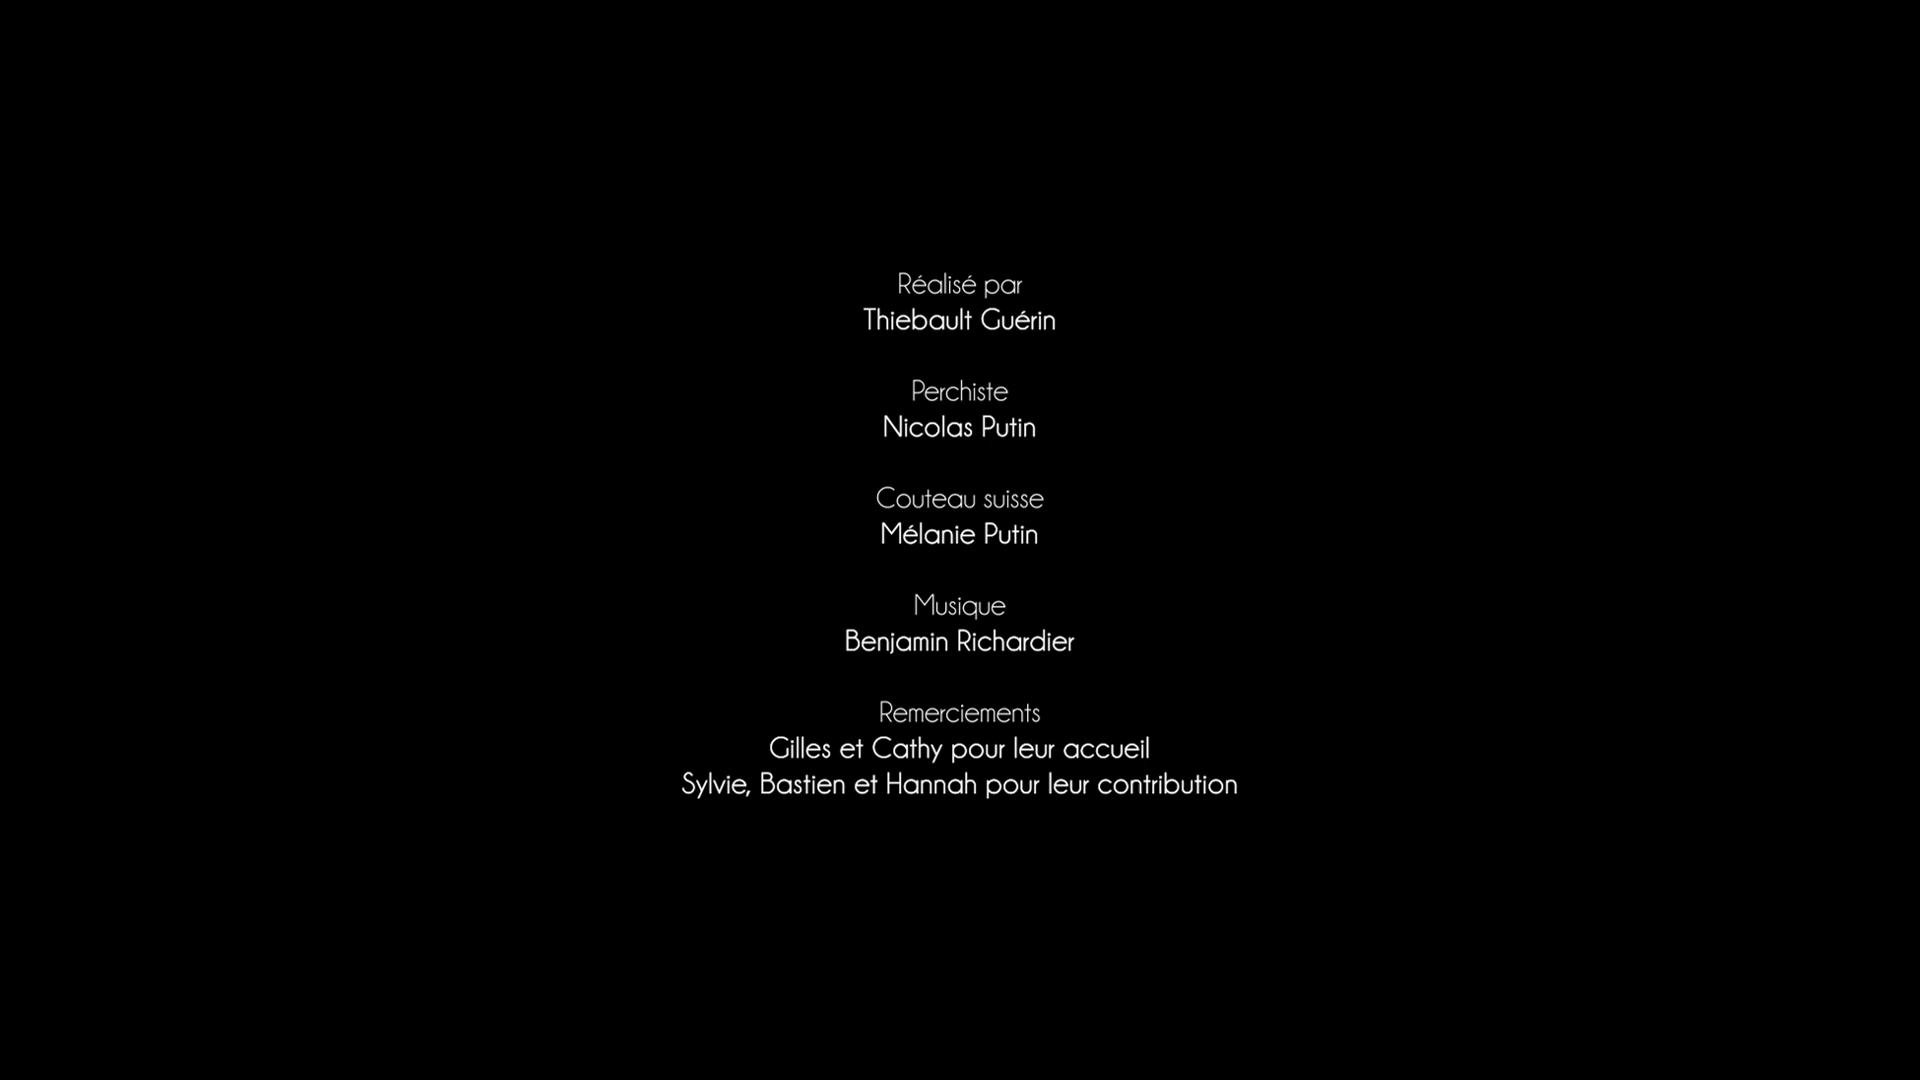 Réalisé par
Thiebault Guérin
Perchiste
Nicolas Putin
Couteau suisse
Mélanie Putin
Musique
Benjamin Richardier
Remerciements
Gilles et Cathy pour leur accueil
Sylvie, Bastien et Hannah pour leur contribution